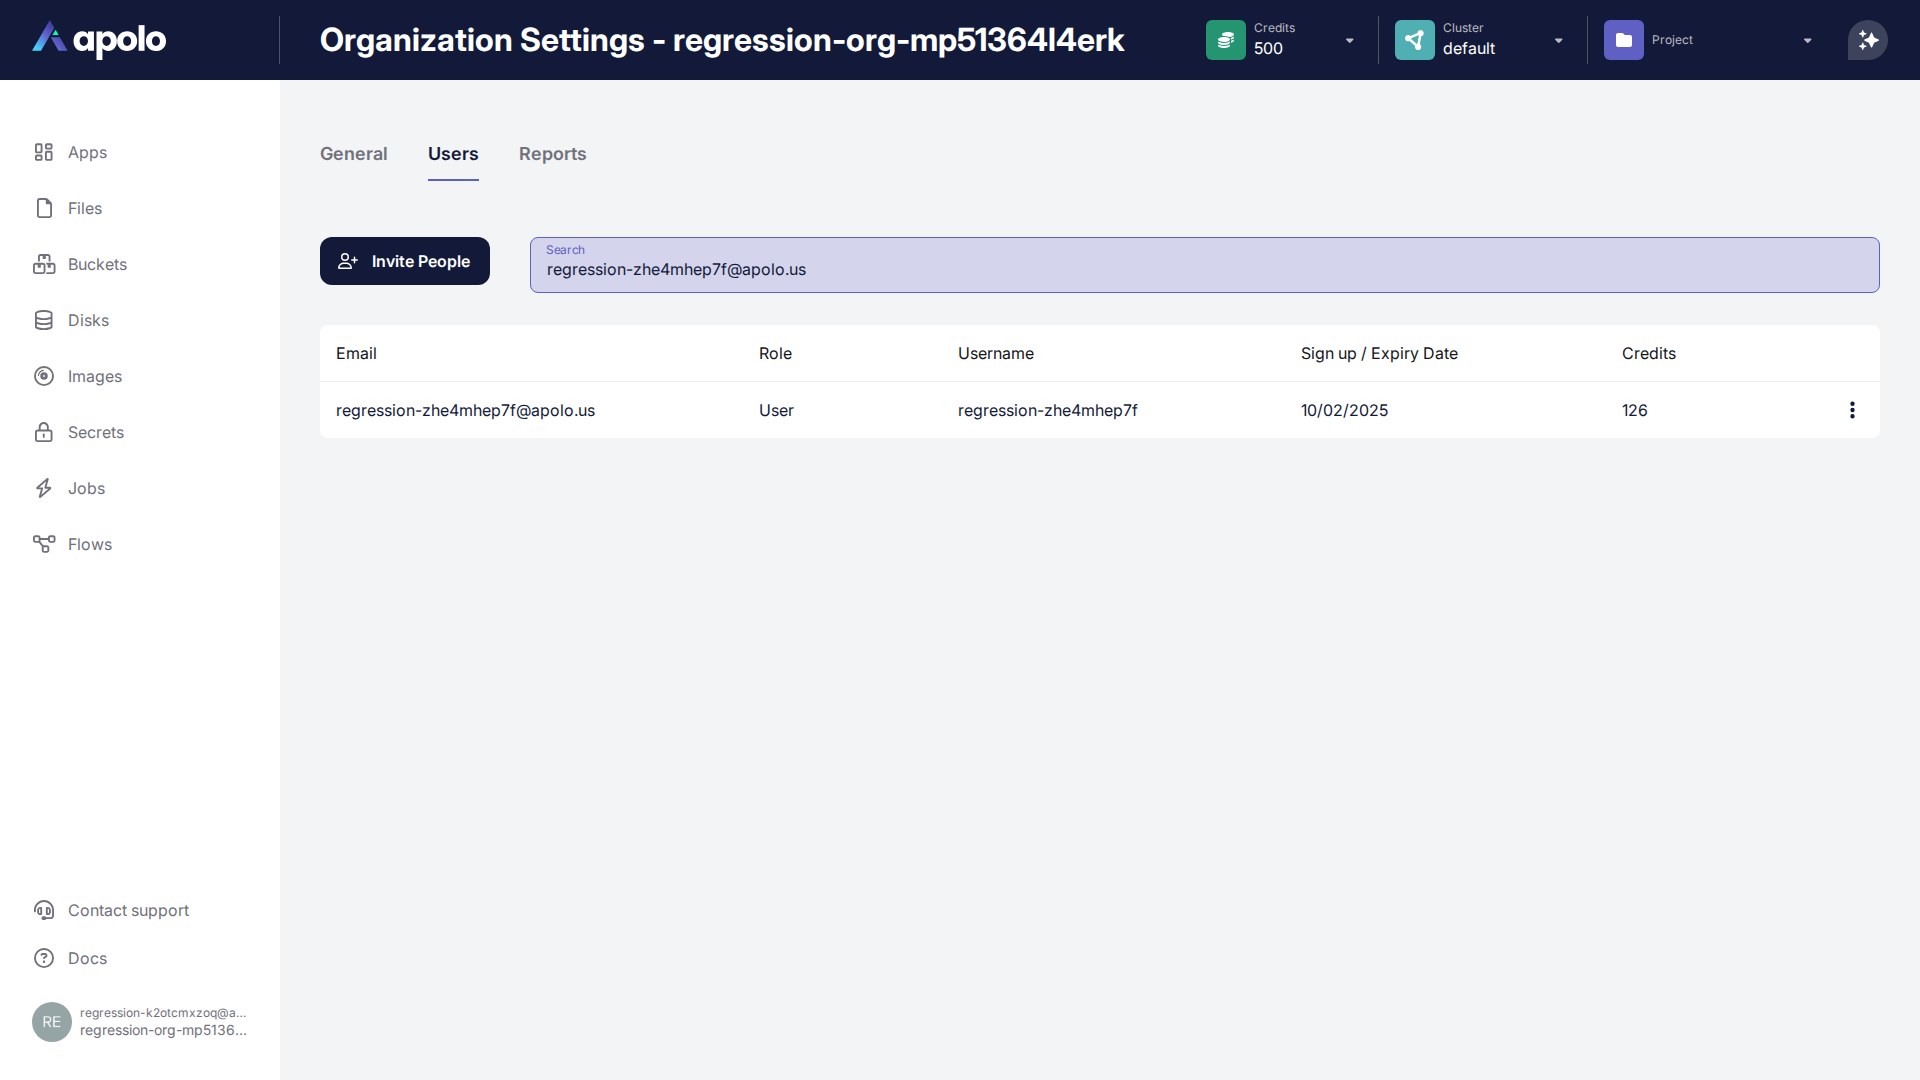 apolo
Organization Settings - regression-org-mp51364l4erk
Credits
500
Cluster
default
Project
Apps
Files
Buckets
Disks
Images
Secrets
Jobs
Flows
General
Users
Reports
Invite People
Search
regression-zhe4mhep7f@apolo.us
Email Role Username Sign up / Expiry Date Credits
regression-zhe4mhep7f@apolo.us User regression-zhe4mhep7f 10/02/2025 126
Contact support
Docs
RE
regression-k2otcmxzoq@a...
regression-org-mp5136...